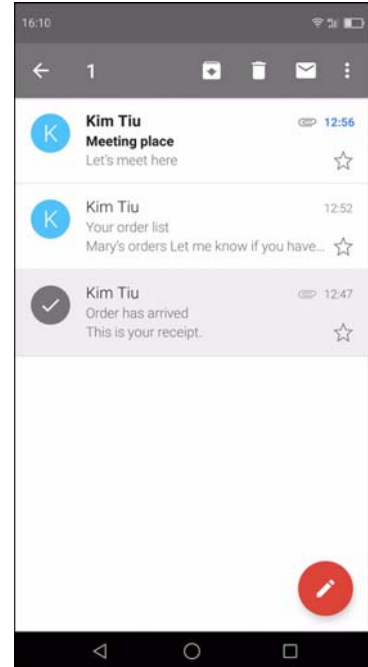 16:10
1
K
Kim Tiu
12:56
Meeting place
Let's meet here
K
Kim Tiu
12:52
Your order list
Mary's orders Let me know if you have...
Kim Tiu
12:47
Order has arrived
This is your receipt.